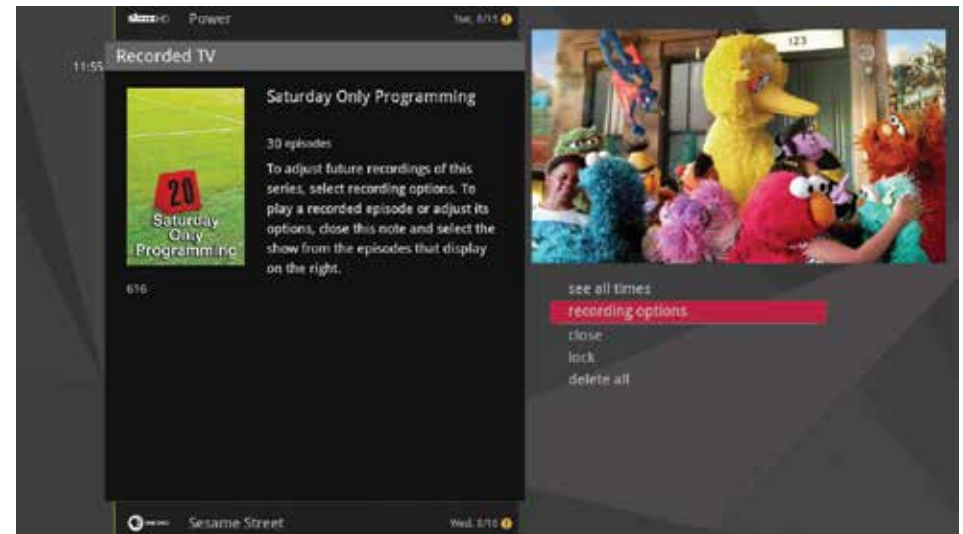 starz HD Power Tue, 8/15
Recorded TV
11:55
Saturday Only Programming
30 episodes
To adjust future recordings of this
series, select recording options. To
play a recorded episode or adjust its
options, close this note and select the
show from the episodes that display
on the right.
20
Saturday
Only
Programming
616
123
see all times
recording options
close
lock
delete all
Sesame Street Wed, 8/16